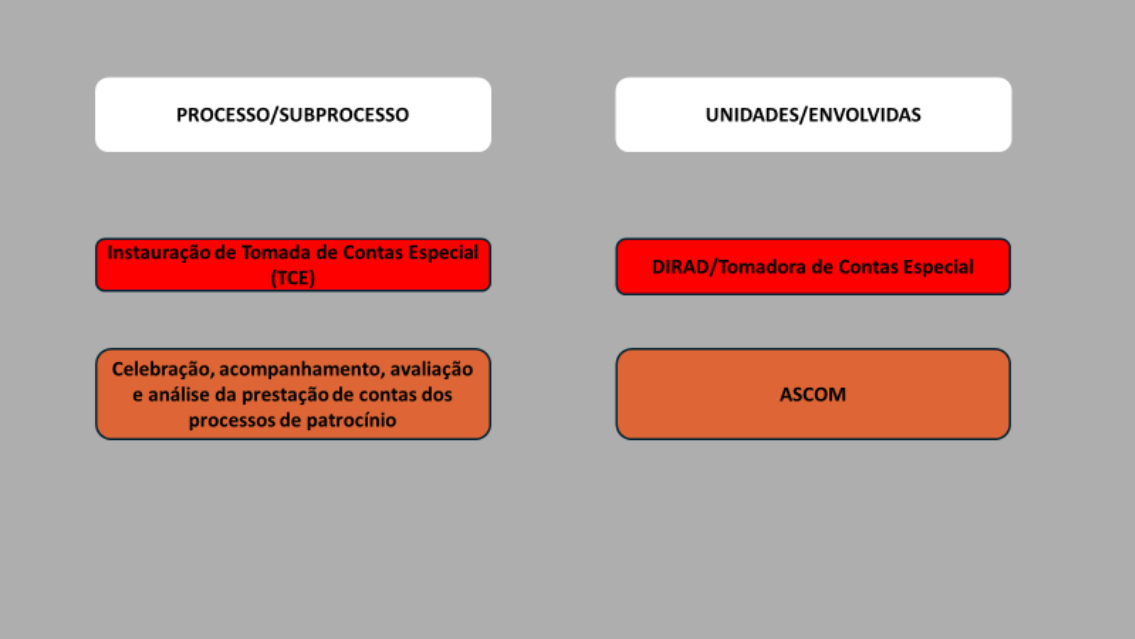 PROCESSO/SUBPROCESSO
UNIDADES/ENVOLVIDAS
Instauração de Tomada de Contas Especial
(TCE)
DIRAD/Tomadora de Contas Especial
Celebração, acompanhamento, avaliação
e análise da prestação de contas dos
processos de patrocínio
ASCOM